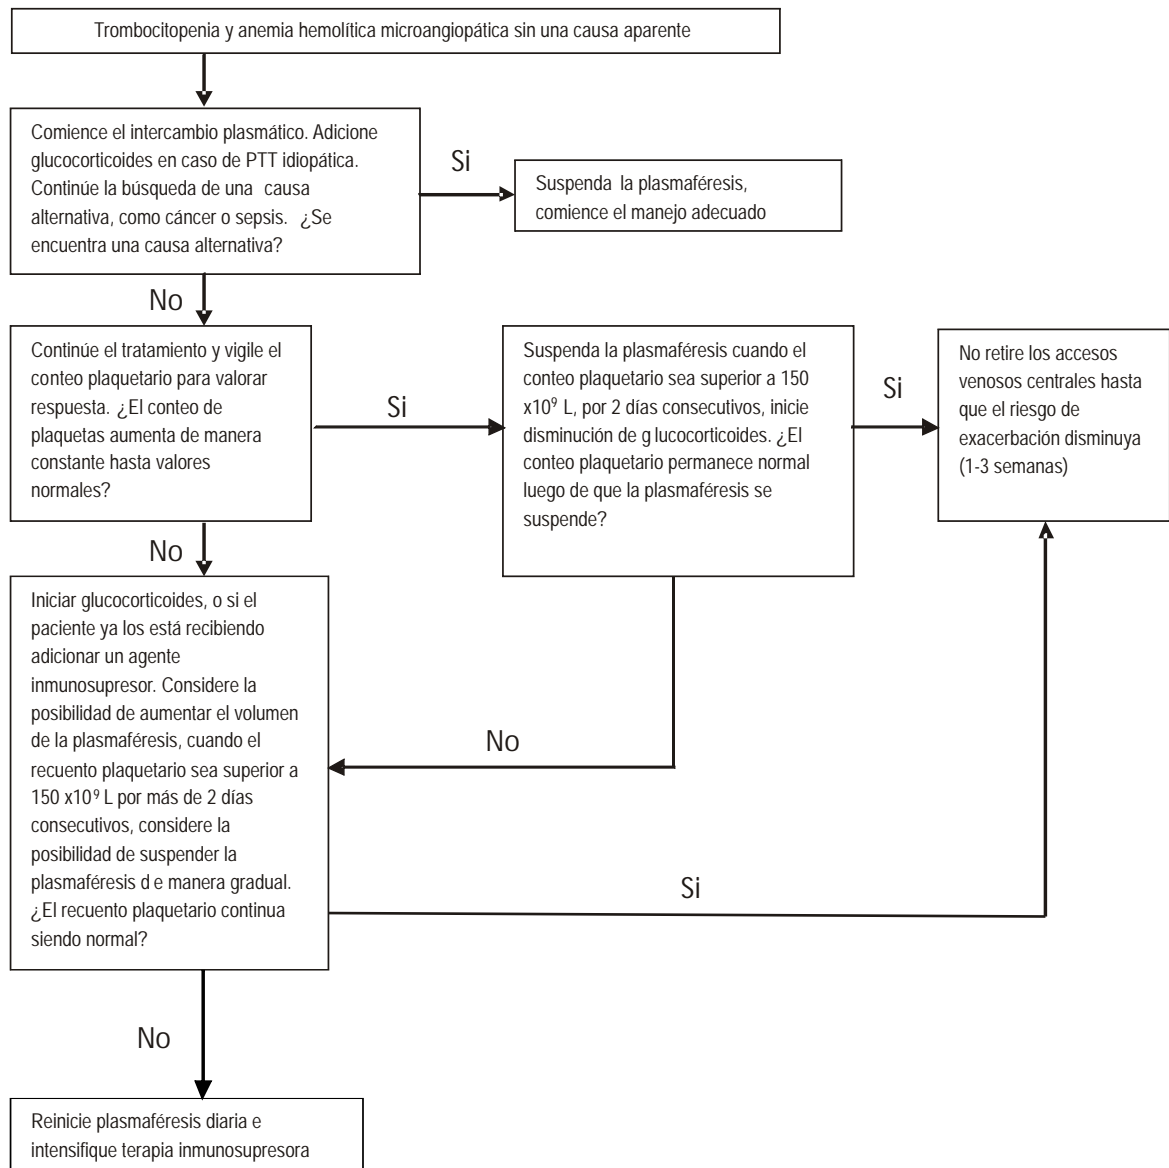 Trombocitopenia y anemia hemolítica microangiopática sin una causa aparente
Comience el intercambio plasmático. Adicione
glucocorticoides en caso de PTT idiopática.
Continúe la búsqueda de una causa
alternativa, como cáncer o sepsis. ¿Se
encuentra una causa alternativa?
Si
Suspenda la plasmaféresis,
comience el manejo adecuado
No
Continúe el tratamiento y vigile el
conteo plaquetario para valorar
respuesta. ¿El conteo de
plaquetas aumenta de manera
constante hasta valores
normales?
Si
Suspenda la plasmaféresis cuando el
conteo plaquetario sea superior a 150
x10⁹ L, por 2 días consecutivos, inicie
disminución de g lucocorticoides. ¿El
conteo plaquetario permanece normal
luego de que la plasmaféresis se
suspende?
Si
No retire los accesos
venosos centrales hasta
que el riesgo de
exacerbación disminuya
(1-3 semanas)
No
Iniciar glucocorticoides, o si el
paciente ya los está recibiendo
adicionar un agente
inmunosupresor. Considere la
posibilidad de aumentar el volumen
de la plasmaféresis, cuando el
recuento plaquetario sea superior a
150 x10⁹ L por más de 2 días
consecutivos, considere la
posibilidad de suspender la
plasmaféresis d e manera gradual.
¿El recuento plaquetario continua
siendo normal?
No
Si
No
Reinicie plasmaféresis diaria e
intensifique terapia inmunosupresora